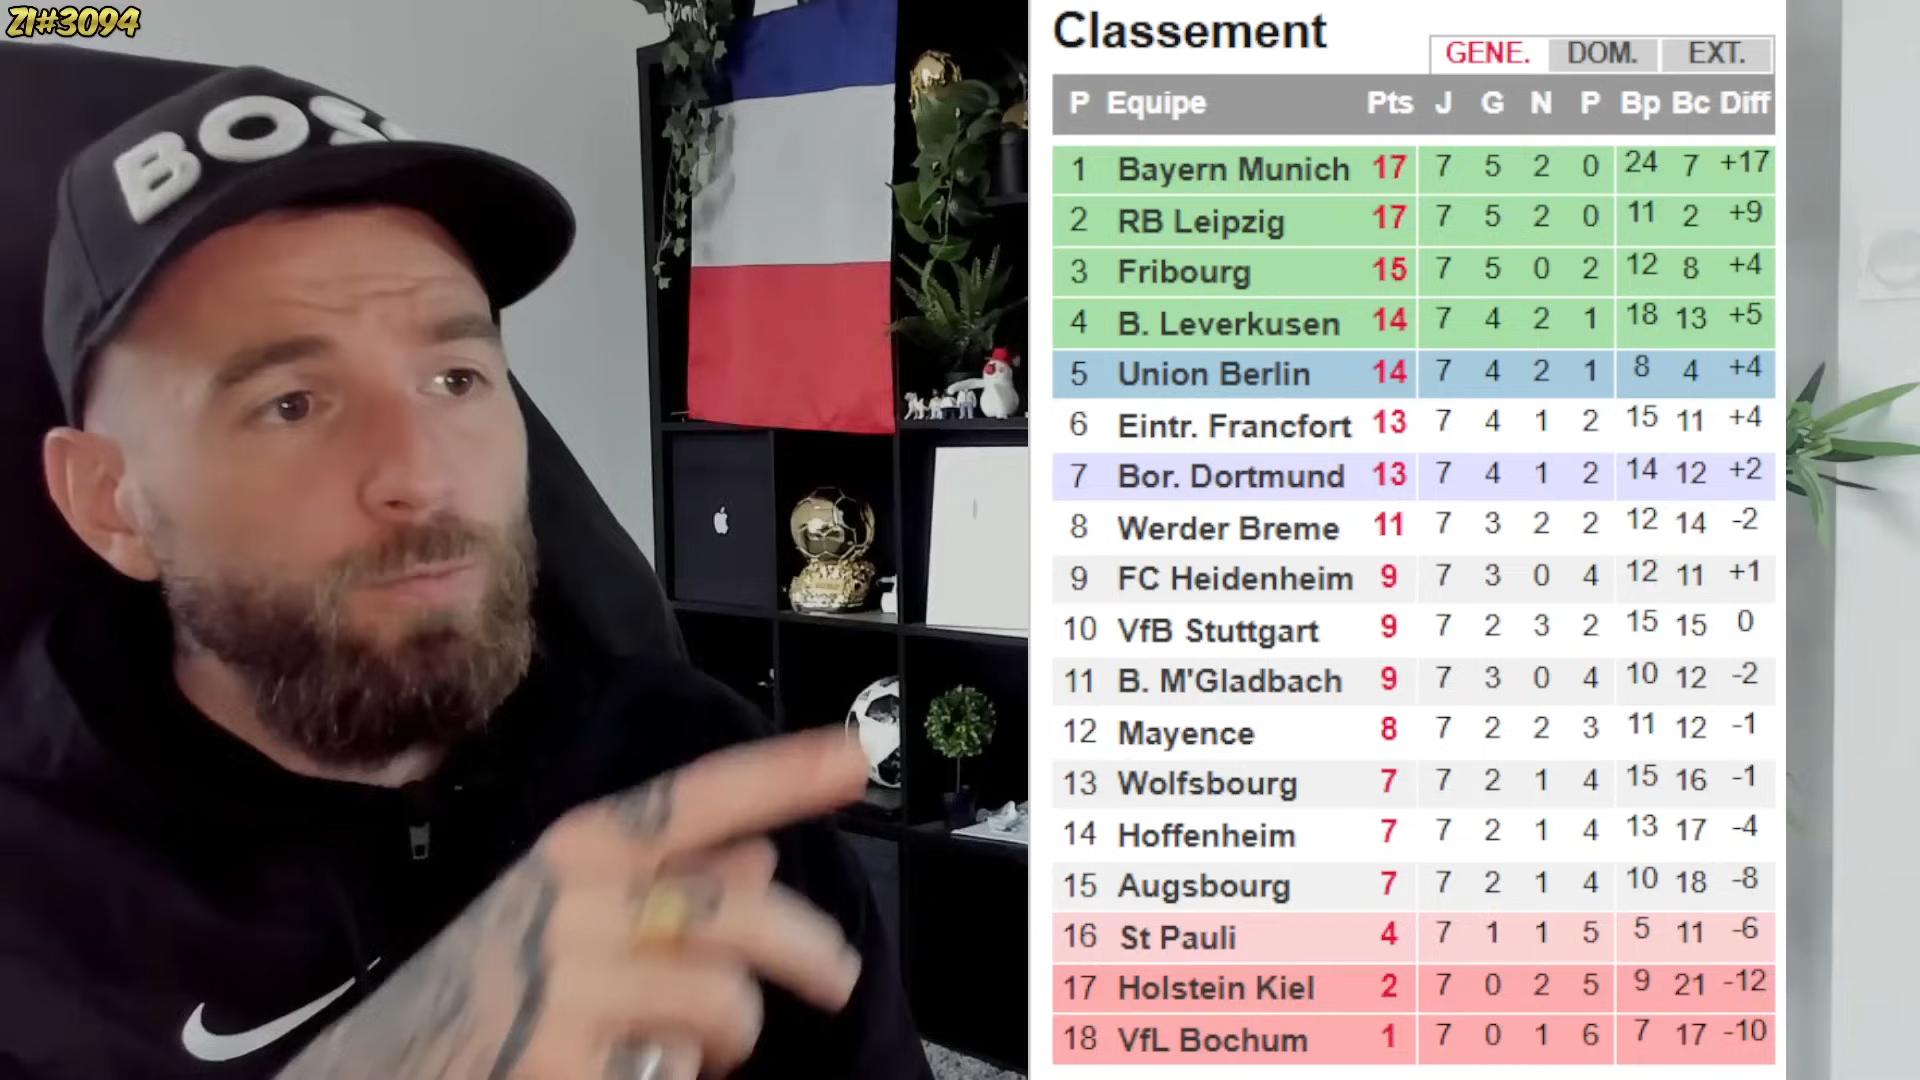 ZI#3094
BOSS
Classement
GENE. DOM. EXT.
P Equipe Pts J G N P Bp Bc Diff
1 Bayern Munich 17 7 5 2 0 24 7 +17
2 RB Leipzig 17 7 5 2 0 11 2 +9
3 Fribourg 15 7 5 0 2 12 8 +4
4 B. Leverkusen 14 7 4 2 1 18 13 +5
5 Union Berlin 14 7 4 2 1 8 4 +4
6 Eintr. Francfort 13 7 4 1 2 15 11 +4
7 Bor. Dortmund 13 7 4 1 2 14 12 +2
8 Werder Breme 11 7 3 2 2 12 14 -2
9 FC Heidenheim 9 7 3 0 4 12 11 +1
10 VfB Stuttgart 9 7 2 3 2 15 15 0
11 B. M'Gladbach 9 7 3 0 4 10 12 -2
12 Mayence 8 7 2 2 3 11 12 -1
13 Wolfsbourg 7 7 2 1 4 15 16 -1
14 Hoffenheim 7 7 2 1 4 13 17 -4
15 Augsbourg 7 7 2 1 4 10 18 -8
16 St Pauli 4 7 1 1 5 5 11 -6
17 Holstein Kiel 2 7 0 2 5 9 21 -12
18 VfL Bochum 1 7 0 1 6 7 17 -10